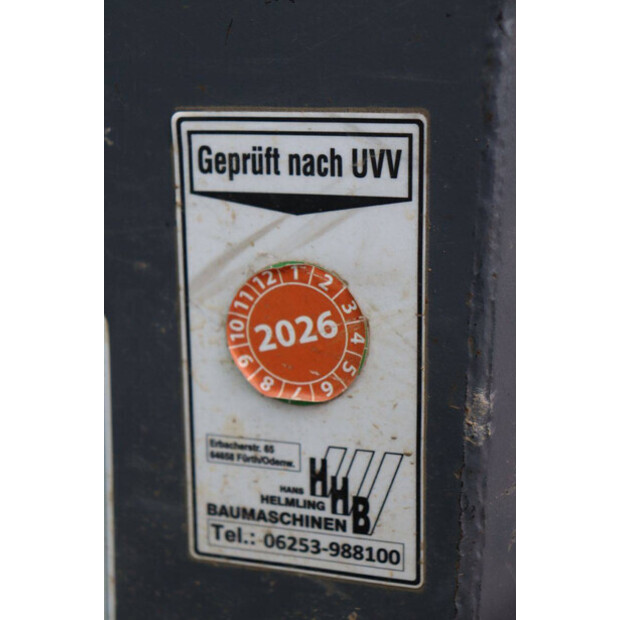 Geprüft nach UVV
2026
1 2 3 4 5 6 7 8 9 10 11 12
Erbacherstr. 65
64658 Fürth/Odenw.
HHB
HANS
HELMLING
BAUMASCHINEN
Tel.: 06253-988100